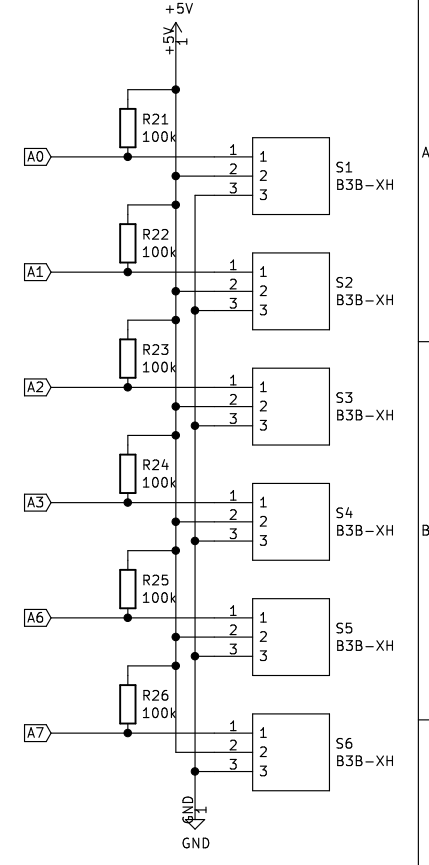 +5V
+5V 1
R21
100k
A0
1 1
2 2
3 3
S1
B3B-XH
A
R22
100k
A1
1 1
2 2
3 3
S2
B3B-XH
R23
100k
A2
1 1
2 2
3 3
S3
B3B-XH
R24
100k
A3
1 1
2 2
3 3
S4
B3B-XH
B
R25
100k
A6
1 1
2 2
3 3
S5
B3B-XH
R26
100k
A7
1 1
2 2
3 3
S6
B3B-XH
GND 1
GND